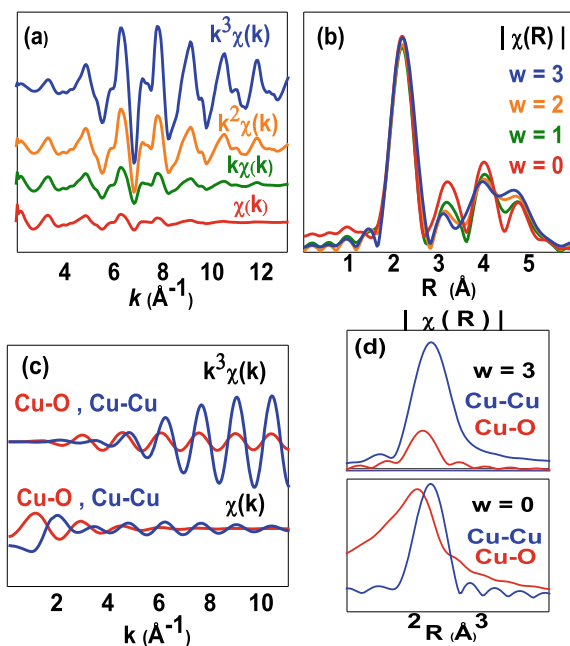 (a)
k³χ(k)
k²χ(k)
kχ(k)
χ(k)
4 6 8 10 12
k (Å⁻¹)
(b)
| χ(R) |
w = 3
w = 2
w = 1
w = 0
1 2 3 4 5
R (Å)
(c)
k³χ(k)
Cu-O , Cu-Cu
Cu-O , Cu-Cu
χ(k)
2 4 6 8 10
k (Å⁻¹)
| χ ( R ) |
(d)
w = 3
Cu-Cu
Cu-O
w = 0
Cu-Cu
Cu-O
2 3
R (Å)